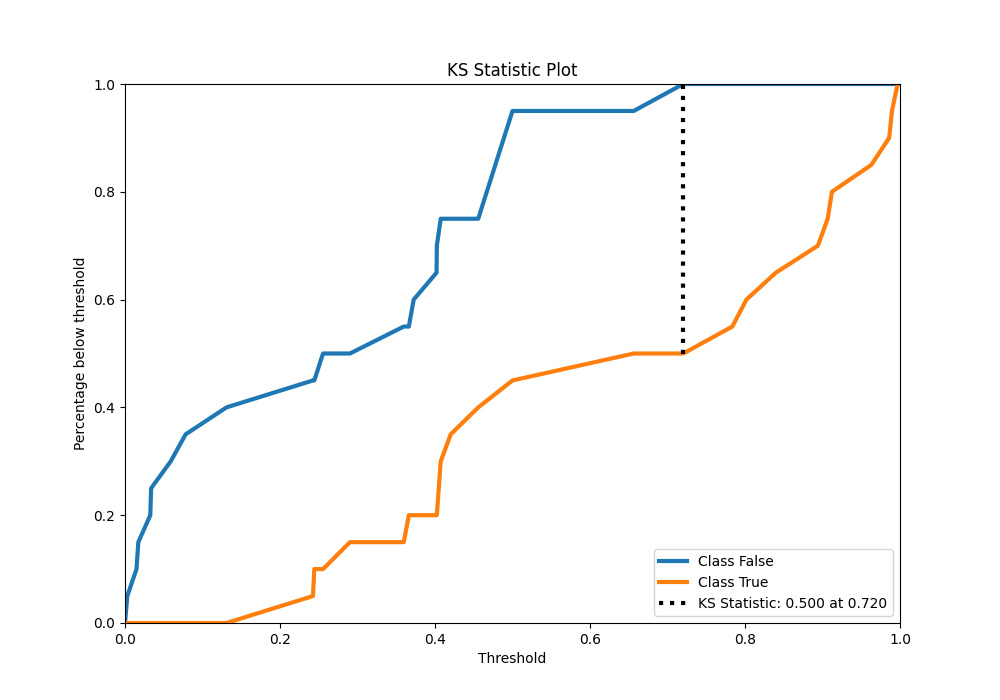 KS Statistic Plot
1.0
0.8
0.6
0.4
0.2
0.0
Percentage below threshold
0.0 0.2 0.4 0.6 0.8 1.0
Threshold
Class False
Class True
KS Statistic: 0.500 at 0.720